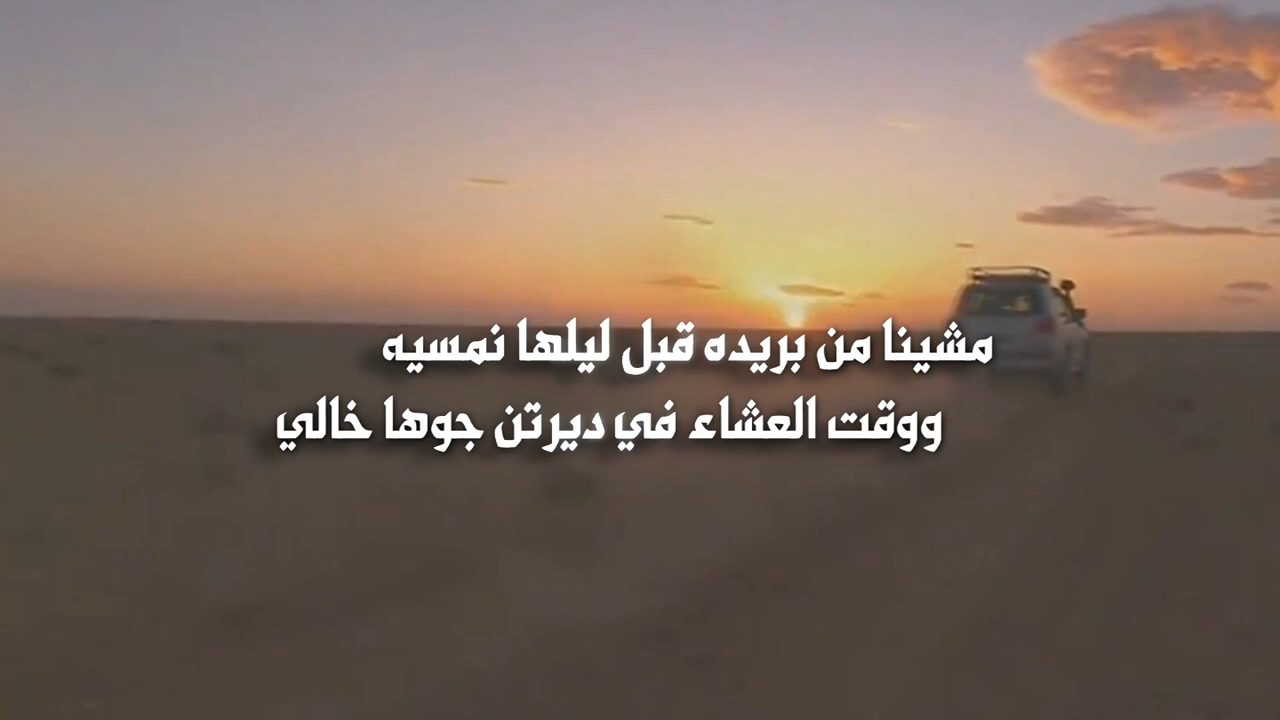 مشينا من بريده قبل ليلها نمسيه
ووقت العشاء في ديرتن جوها خالي